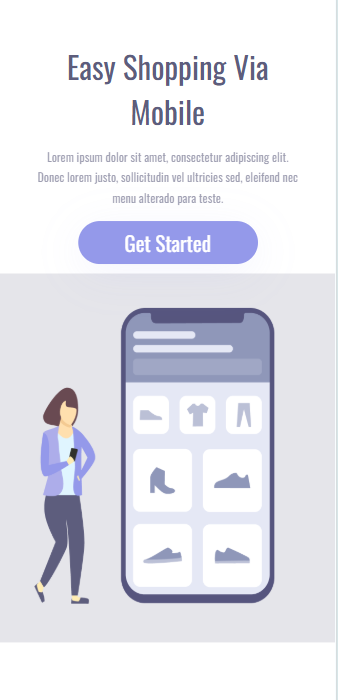 Easy Shopping Via
Mobile
Lorem ipsum dolor sit amet, consectetur adipiscing elit.
Donec lorem justo, sollicitudin vel ultricies sed, eleifend nec
menu alterado para teste.
Get Started